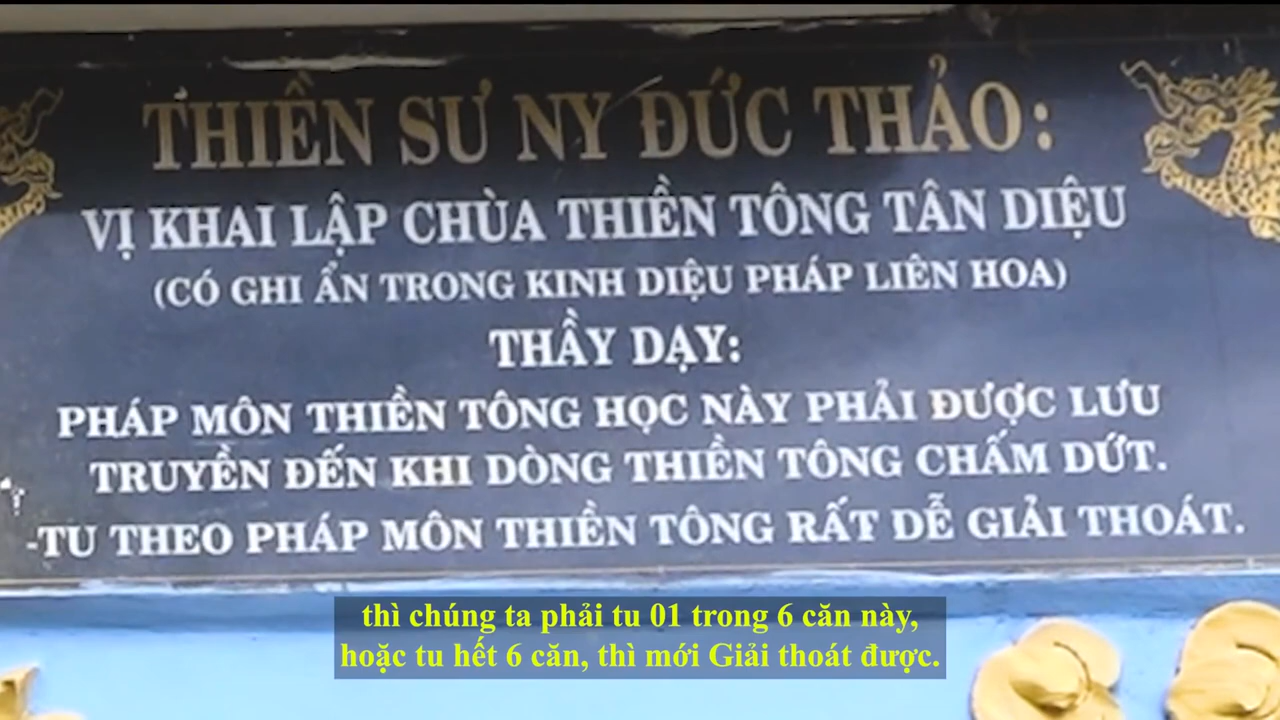 THIỀN SƯ NY ĐỨC THẢO:
VỊ KHAI LẬP CHÙA THIỀN TÔNG TÂN DIỆU
(CÓ GHI ẨN TRONG KINH DIỆU PHÁP LIÊN HOA)
THẦY DẠY:
PHÁP MÔN THIỀN TÔNG HỌC NÀY PHẢI ĐƯỢC LƯU
TRUYỀN ĐẾN KHI DÒNG THIỀN TÔNG CHẤM DỨT.
-TU THEO PHÁP MÔN THIỀN TÔNG RẤT DỄ GIẢI THOÁT.
thì chúng ta phải tu 01 trong 6 căn này,
hoặc tu hết 6 căn, thì mới Giải thoát được.